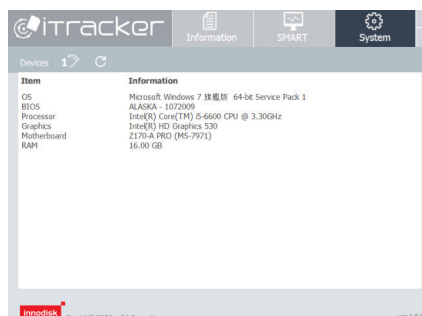 iTracker
Information
SMART
System
Devices 1
Item Information
OS Microsoft Windows 7 旗艦版 64-bit Service Pack 1
BIOS ALASKA - 1072009
Processor Intel(R) Core(TM) i5-6600 CPU @ 3.30GHz
Graphics Intel(R) HD Graphics 530
Motherboard Z170-A PRO (MS-7971)
RAM 16.00 GB
innodisk